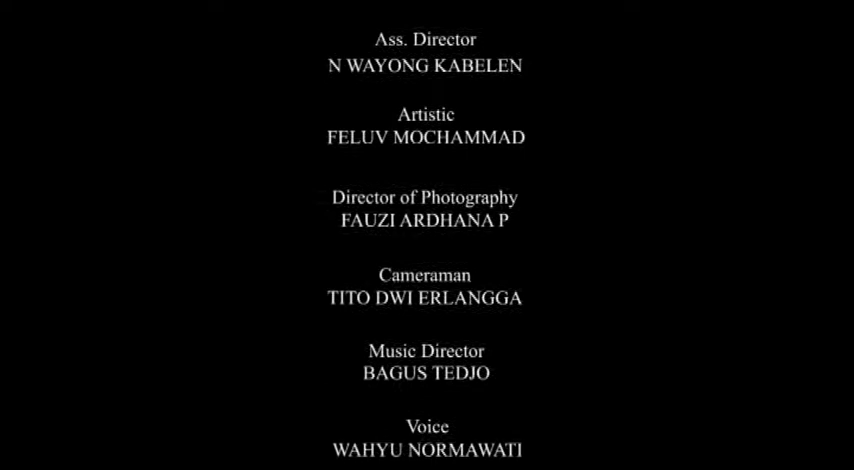 Ass. Director
N WAYONG KABELEN
Artistic
FELUV MOCHAMMAD
Director of Photography
FAUZI ARDHANA P
Cameraman
TITO DWI ERLANGGA
Music Director
BAGUS TEDJO
Voice
WAHYU NORMAWATI